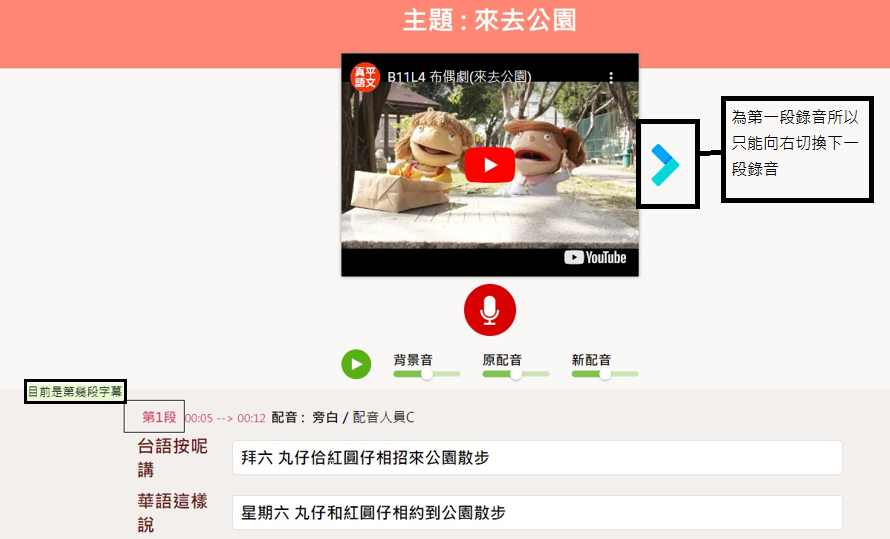 主題 : 來去公園
真平
語文
B11L4 布偶劇(來去公園)
為第一段錄音所以
只能向右切換下一
段錄音
YouTube
背景音
原配音
新配音
目前是第幾段字幕
第1段 00:05 --> 00:12 配音 : 旁白 / 配音人員C
台語按呢
講
拜六 丸仔佮紅圓仔相招來公園散步
華語這樣
說
星期六 丸仔和紅圓仔相約到公園散步